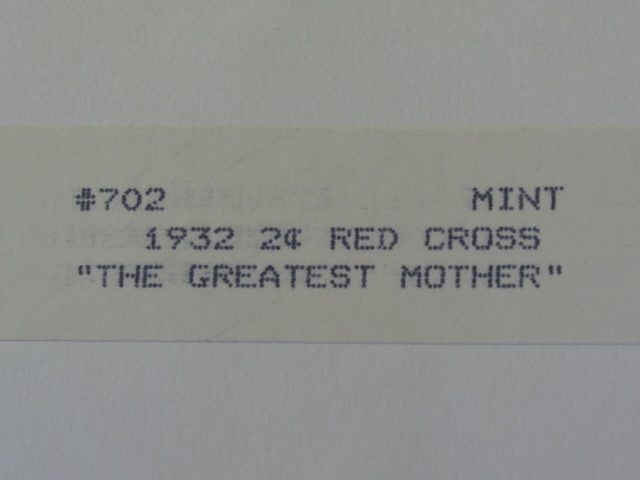 #702 MINT
1932 2¢ RED CROSS
"THE GREATEST MOTHER"